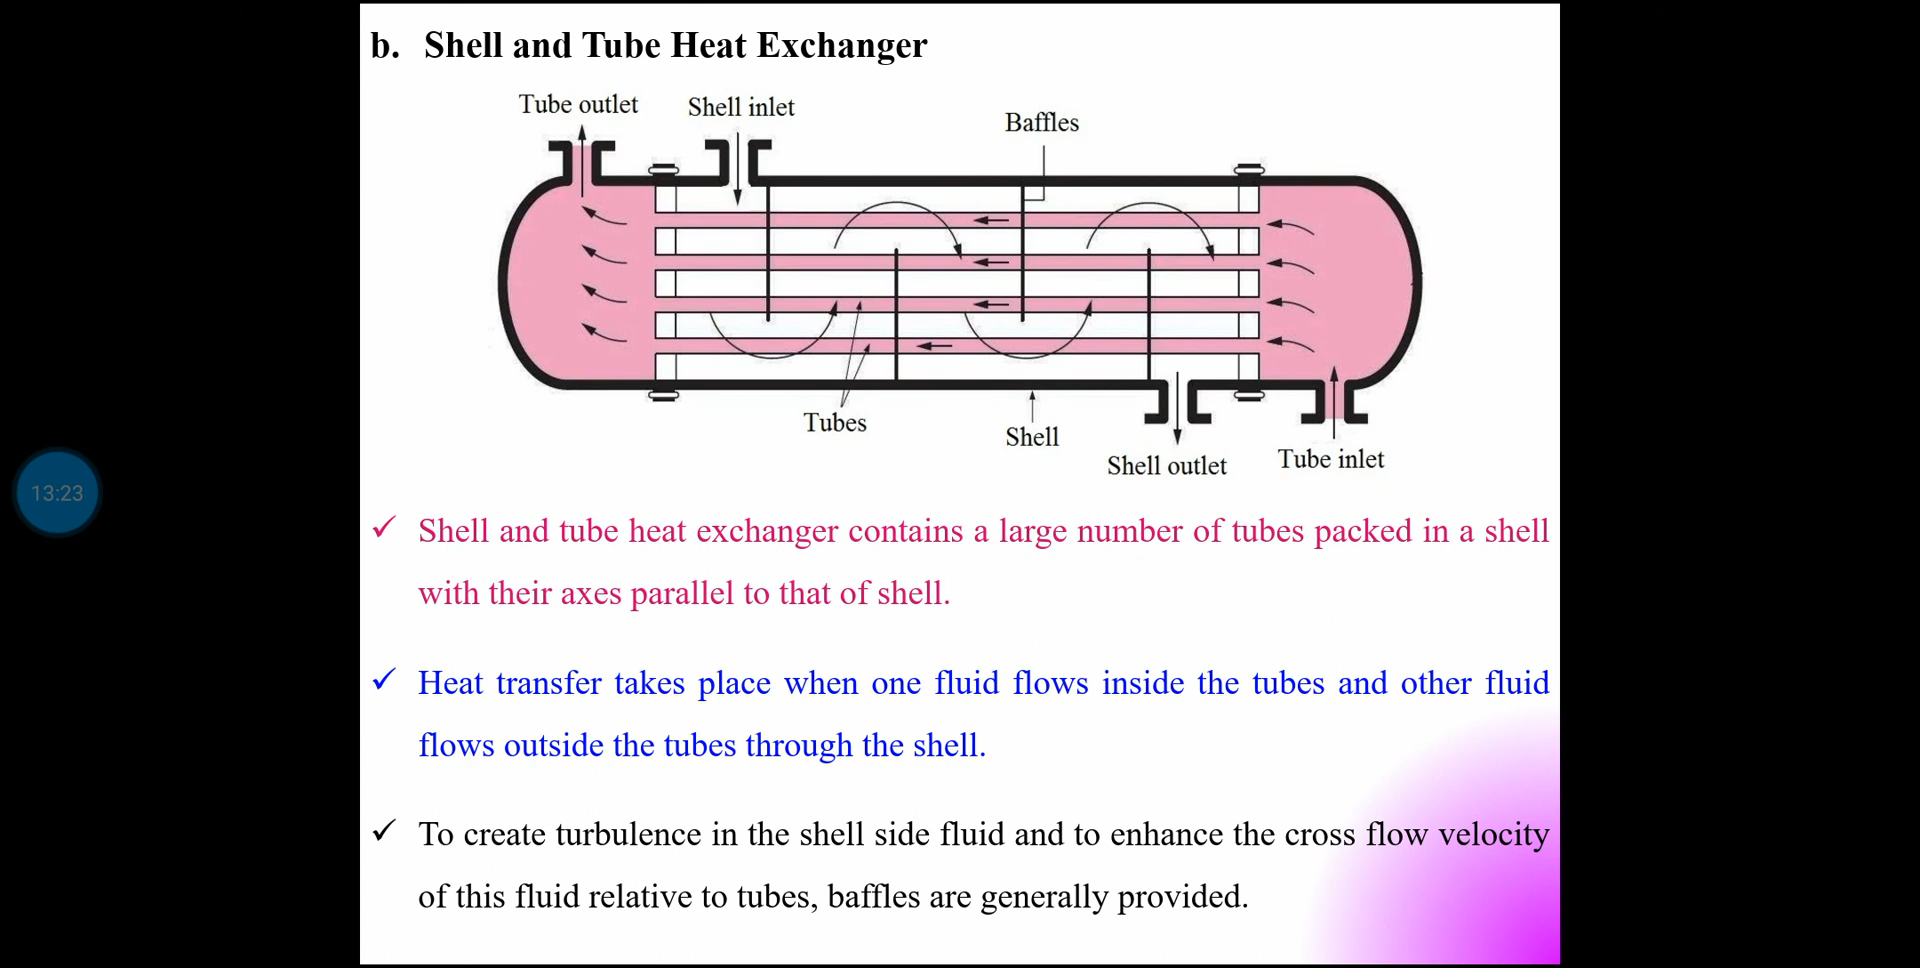 b. Shell and Tube Heat Exchanger
Tube outlet
Shell inlet
Baffles
Tubes
Shell
Shell outlet
Tube inlet
13:23
✓ Shell and tube heat exchanger contains a large number of tubes packed in a shell
with their axes parallel to that of shell.
✓ Heat transfer takes place when one fluid flows inside the tubes and other fluid
flows outside the tubes through the shell.
✓ To create turbulence in the shell side fluid and to enhance the cross flow velocity
of this fluid relative to tubes, baffles are generally provided.